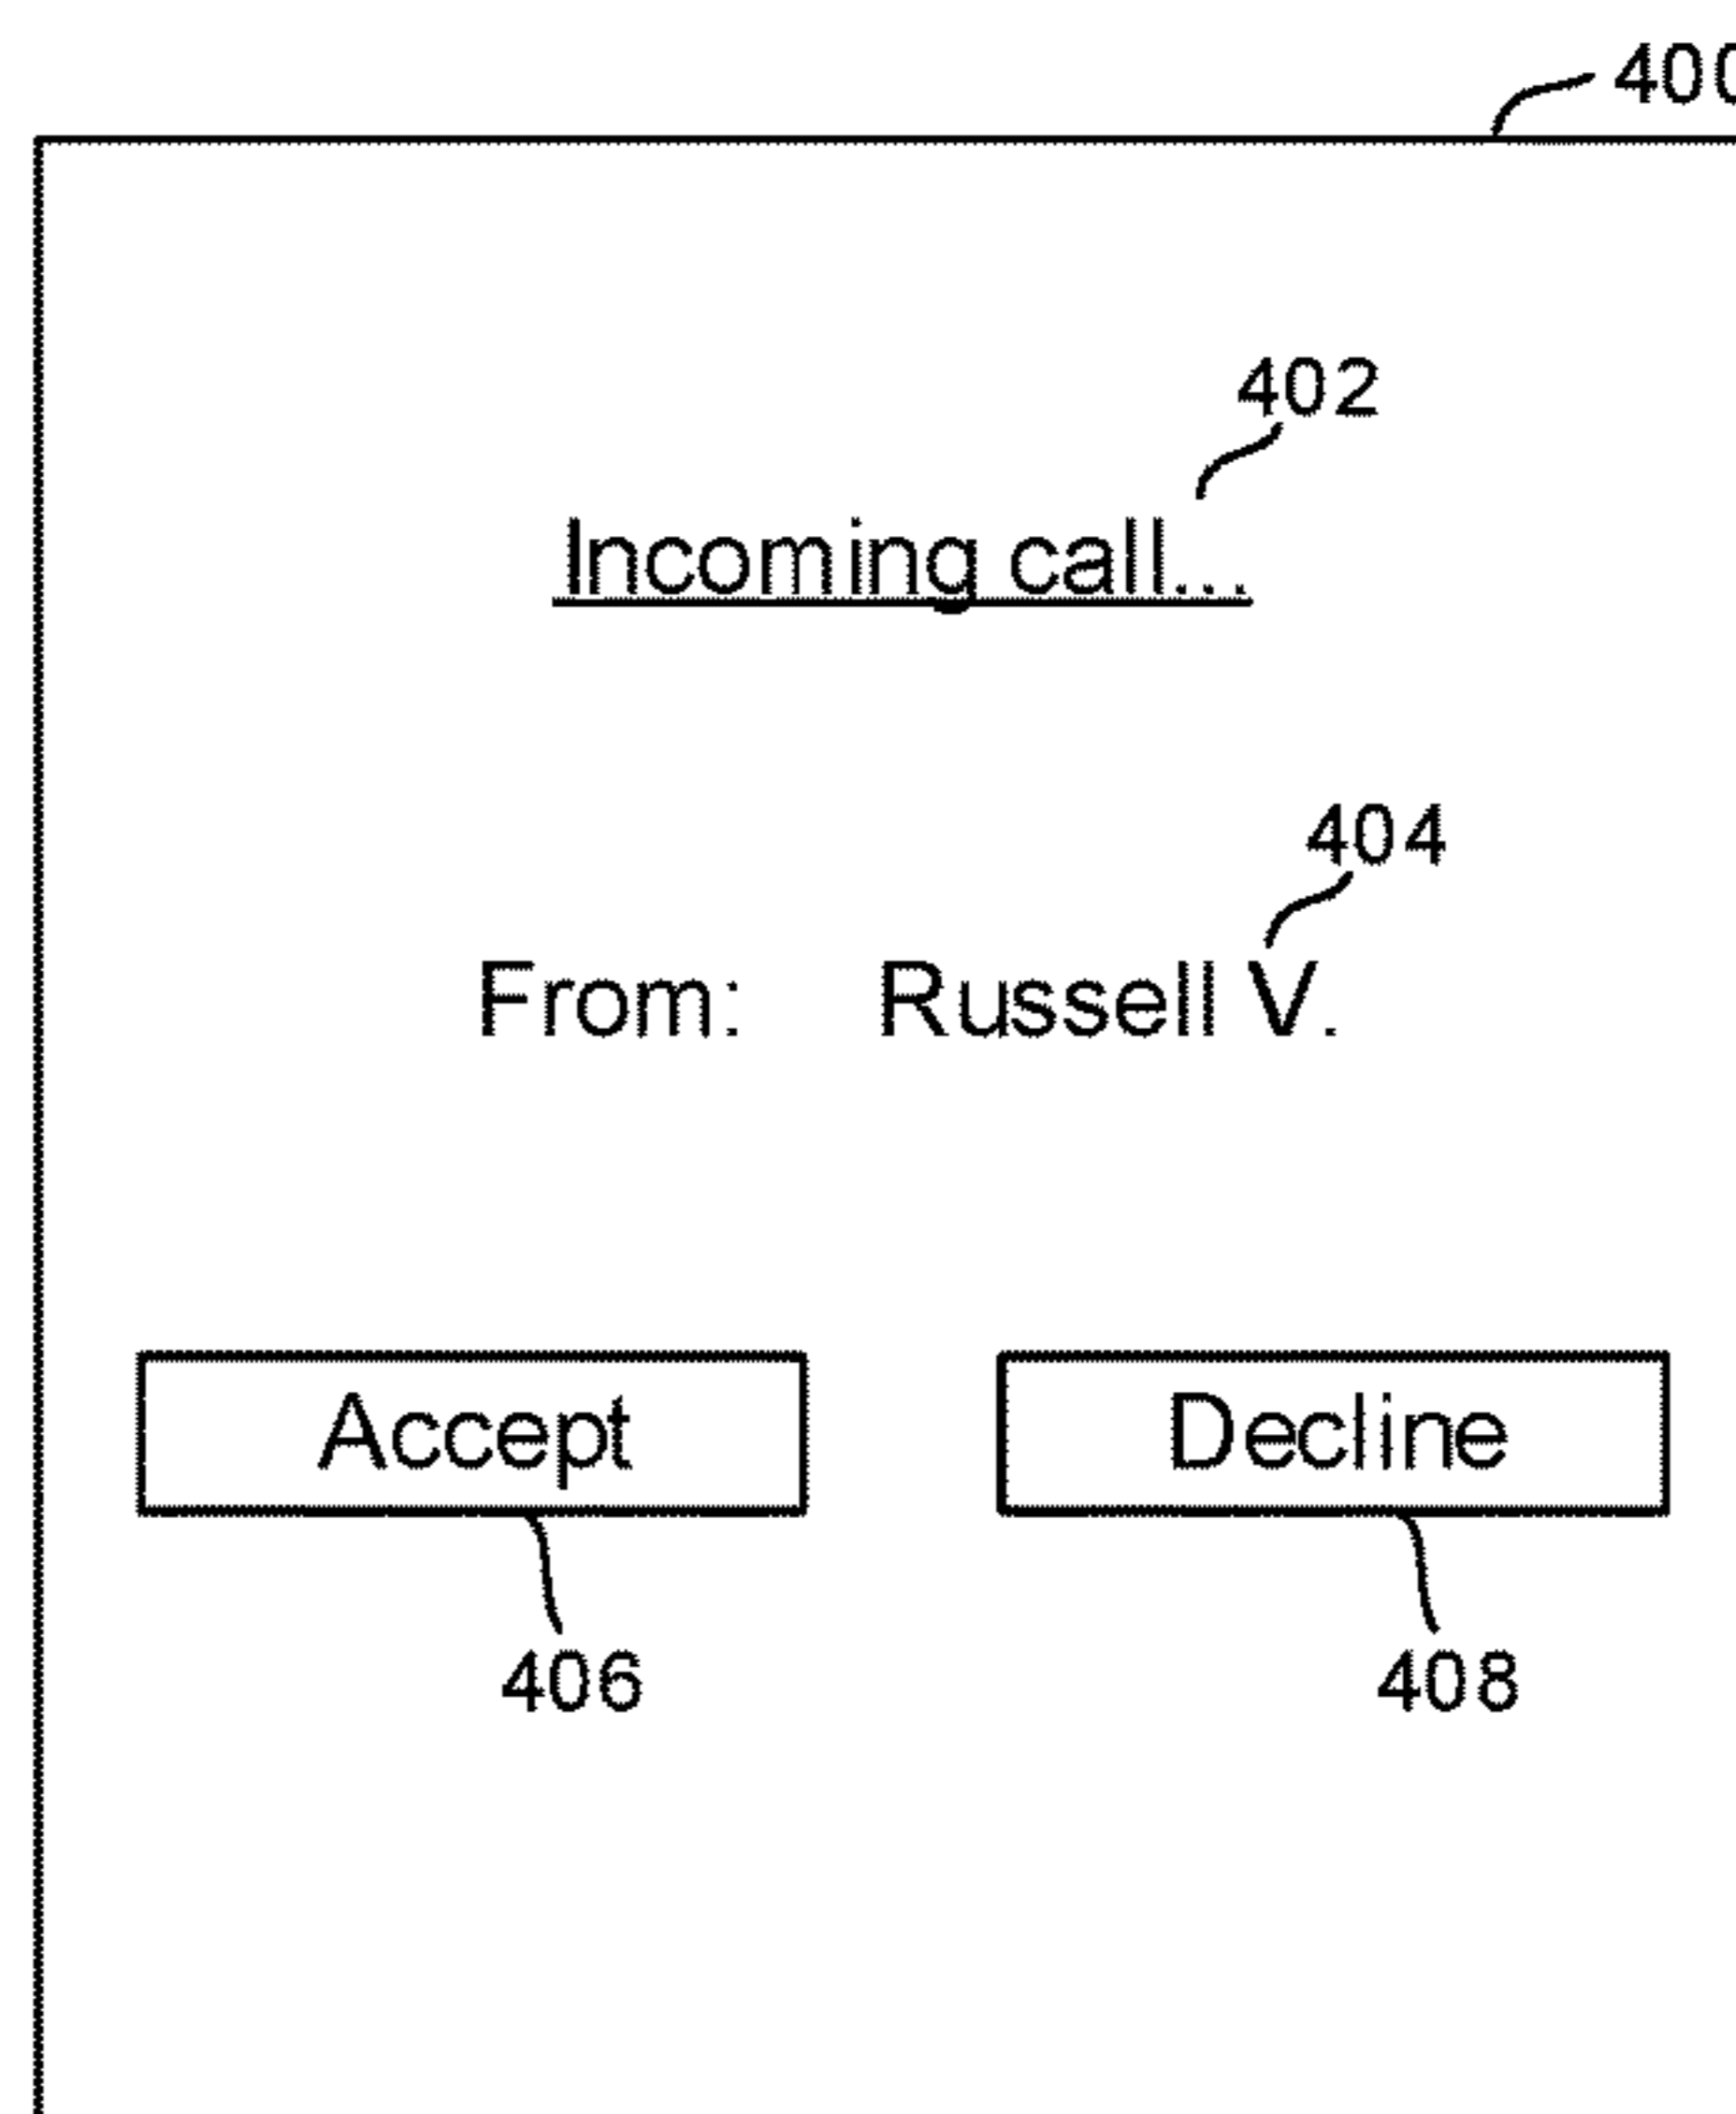 400
402
Incoming call...
404
From: Russell V.
Accept Decline
406 408